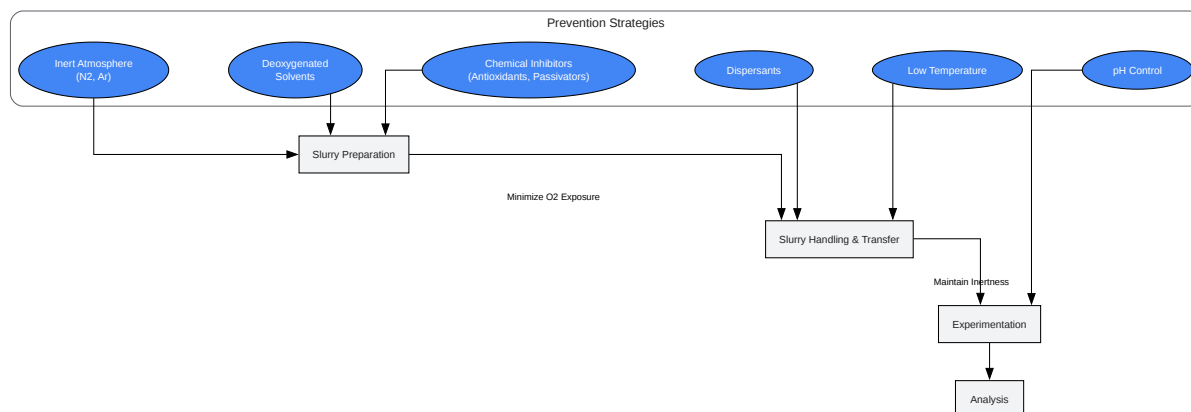 Prevention Strategies
Inert Atmosphere
(N2, Ar)
Deoxygenated
Solvents
Chemical Inhibitors
(Antioxidants, Passivators)
Dispersants
Low Temperature
pH Control
Slurry Preparation
Minimize O2 Exposure
Slurry Handling & Transfer
Maintain Inertness
Experimentation
Analysis